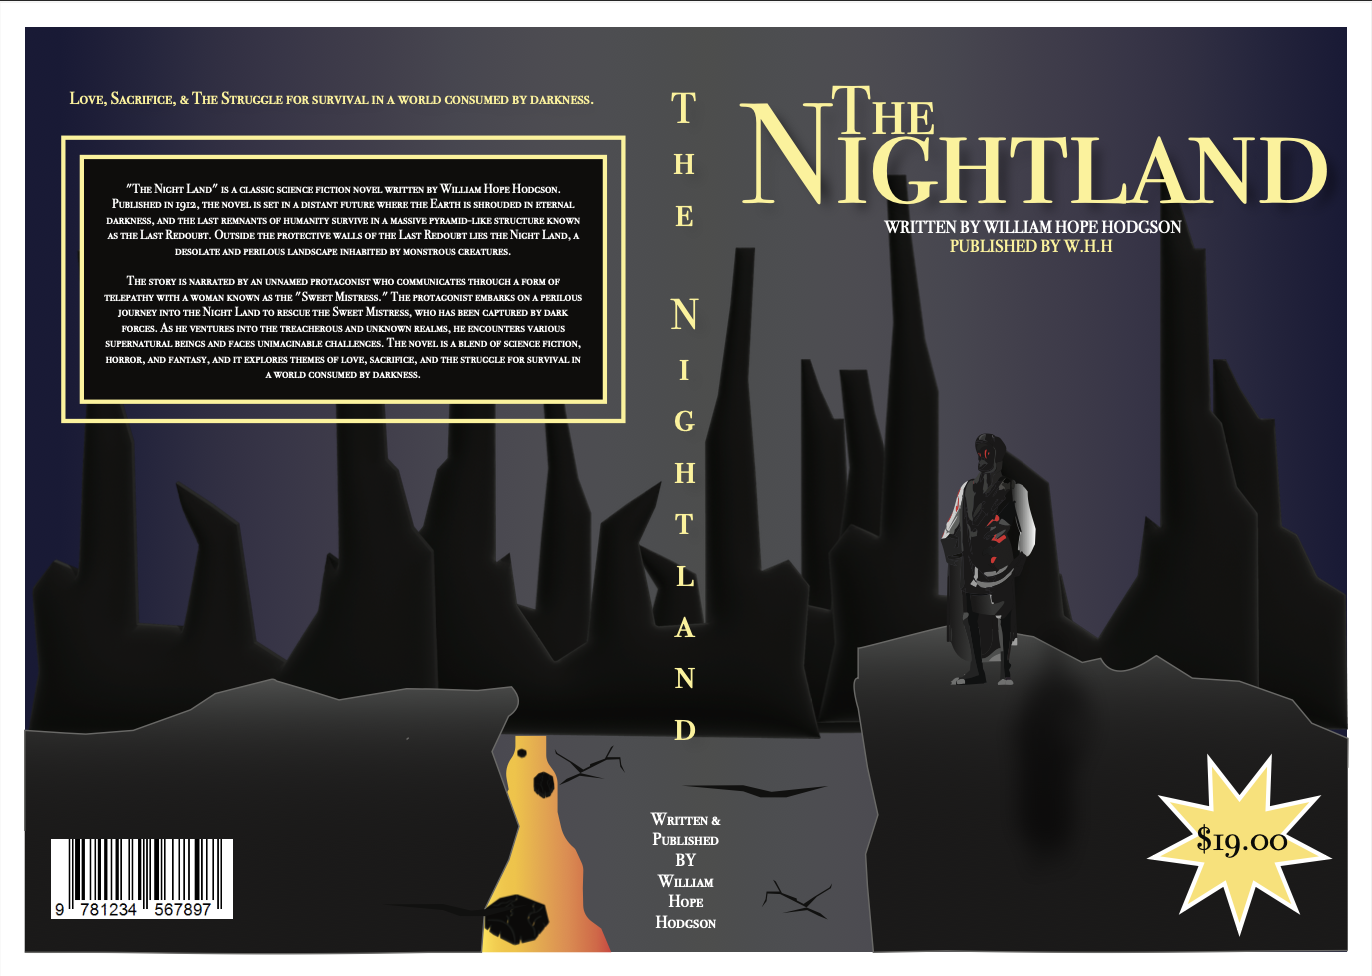 Love, Sacrifice, & The Struggle for survival in a world consumed by darkness.
"The Night Land" is a classic science fiction novel written by William Hope Hodgson.
Published in 1912, the novel is set in a distant future where the Earth is shrouded in eternal
darkness, and the last remnants of humanity survive in a massive pyramid-like structure known
as the Last Redoubt. Outside the protective walls of the Last Redoubt lies the Night Land, a
desolate and perilous landscape inhabited by monstrous creatures.
The story is narrated by an unnamed protagonist who communicates through a form of
telepathy with a woman known as the "Sweet Mistress." The protagonist embarks on a perilous
journey into the Night Land to rescue the Sweet Mistress, who has been captured by dark
forces. As he ventures into the treacherous and unknown realms, he encounters various
supernatural beings and faces unimaginable challenges. The novel is a blend of science fiction,
horror, and fantasy, and it explores themes of love, sacrifice, and the struggle for survival in
a world consumed by darkness.
9 781234 567897
The Nightland
Written &
Published
BY
William
Hope
Hodgson
The
Nightland
WRITTEN BY WILLIAM HOPE HODGSON
PUBLISHED BY W.H.H
$19.00